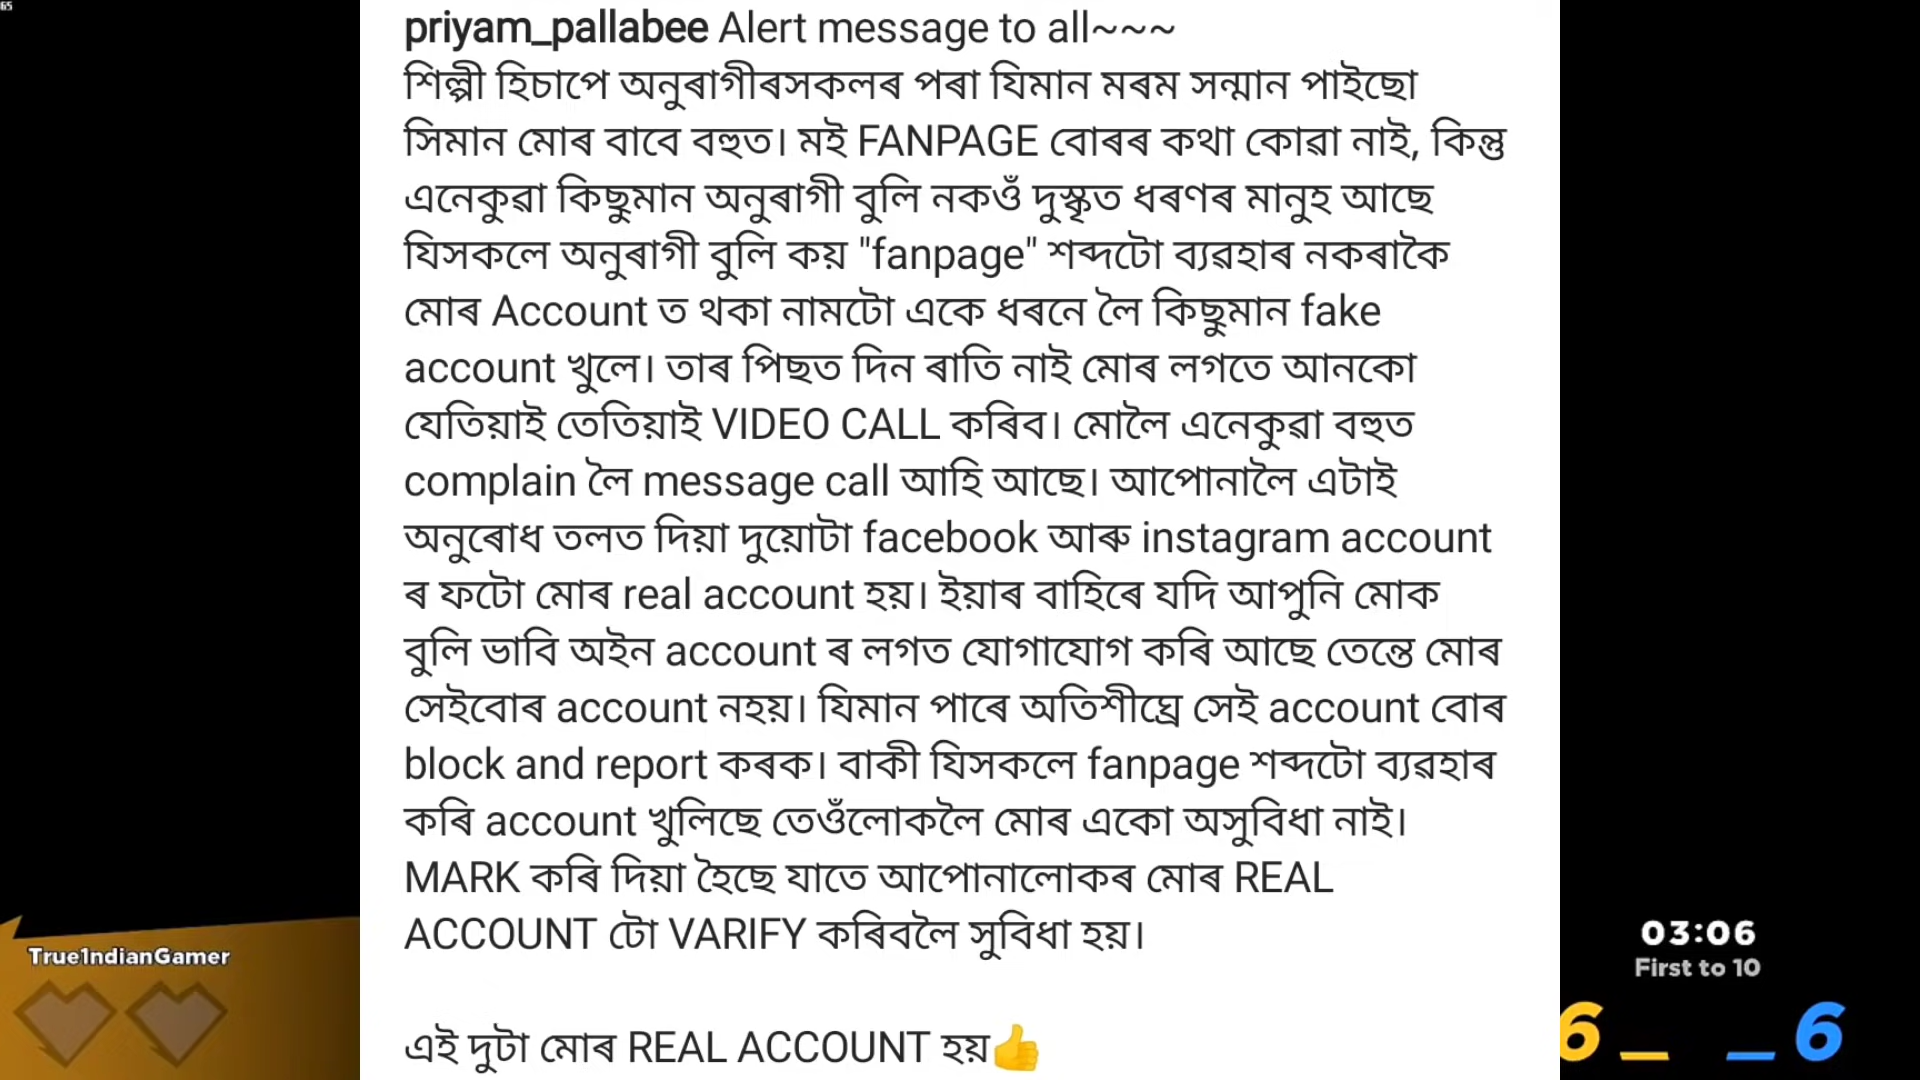 65
priyam_pallabee Alert message to all~~~
শিল্পী হিচাপে অনুৰাগীৰসকলৰ পৰা যিমান মৰম সন্মান পাইছো
সিমান মোৰ বাবে বহুত। মই FANPAGE বোৰৰ কথা কোৱা নাই, কিন্তু
এনেকুৱা কিছুমান অনুৰাগী বুলি নকওঁ দুস্কৃত ধৰণৰ মানুহ আছে
যিসকলে অনুৰাগী বুলি কয় "fanpage" শব্দটো ব্যৱহাৰ নকৰাকৈ
মোৰ Account ত থকা নামটো একে ধৰনে লৈ কিছুমান fake
account খুলে। তাৰ পিছত দিন ৰাতি নাই মোৰ লগতে আনকো
যেতিয়াই তেতিয়াই VIDEO CALL কৰিব। মোলৈ এনেকুৱা বহুত
complain লৈ message call আহি আছে। আপোনালৈ এটাই
অনুৰোধ তলত দিয়া দুয়োটা facebook আৰু instagram account
ৰ ফটো মোৰ real account হয়। ইয়াৰ বাহিৰে যদি আপুনি মোক
বুলি ভাবি অইন account ৰ লগত যোগাযোগ কৰি আছে তেন্তে মোৰ
সেইবোৰ account নহয়। যিমান পাৰে অতিশীঘ্ৰে সেই account বোৰ
block and report কৰক। বাকী যিসকলে fanpage শব্দটো ব্যৱহাৰ
কৰি account খুলিছে তেওঁলোকলৈ মোৰ একো অসুবিধা নাই।
MARK কৰি দিয়া হৈছে যাতে আপোনালোকৰ মোৰ REAL
ACCOUNT টো VARIFY কৰিবলৈ সুবিধা হয়।
এই দুটা মোৰ REAL ACCOUNT হয়👍
True1ndianGamer
03:06
First to 10
6 _ _ 6